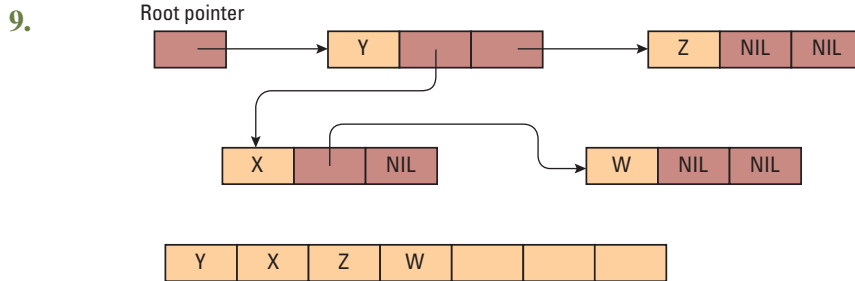 9.
Root pointer
Y
Z NIL NIL
X NIL
W NIL NIL
Y X Z W